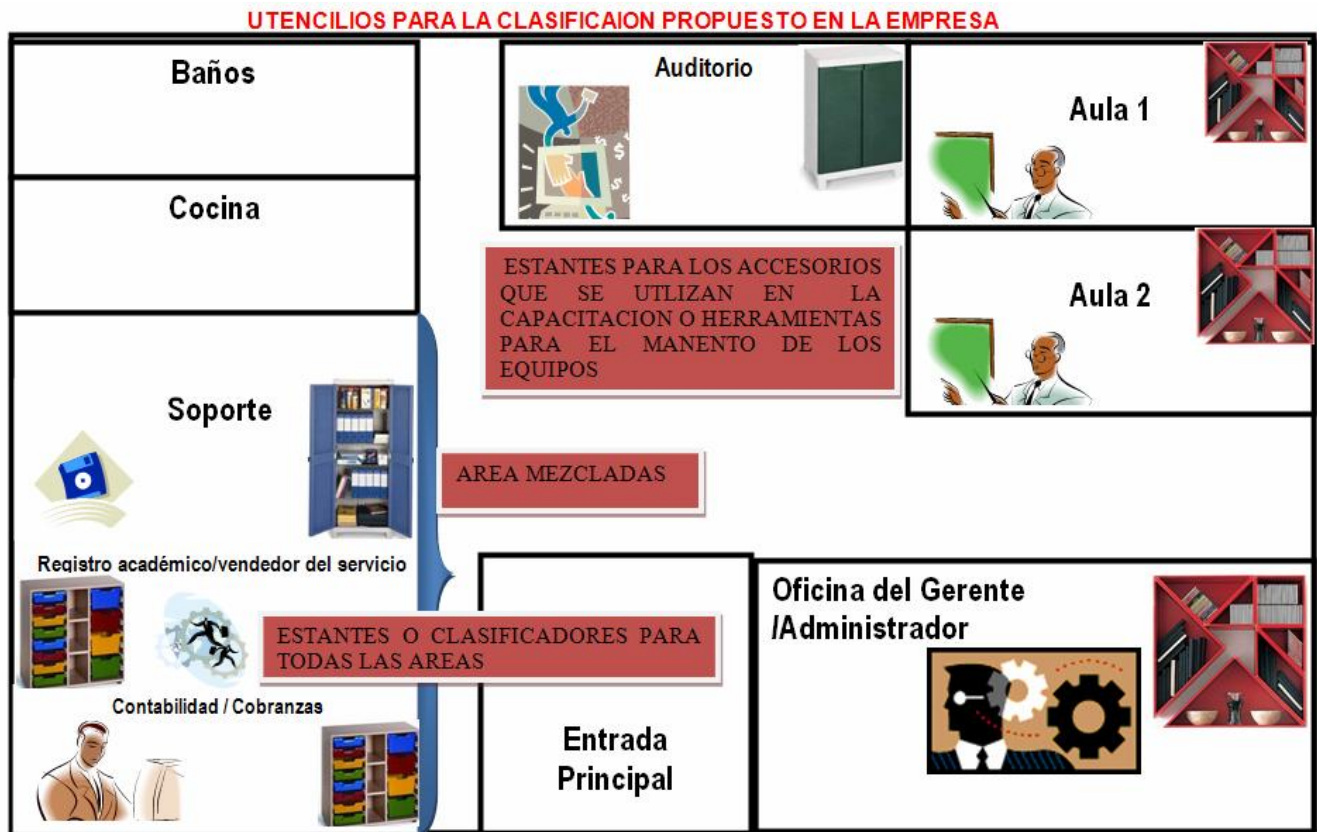 UTENCILIOS PARA LA CLASIFICAION PROPUESTO EN LA EMPRESA
Baños
Cocina
Auditorio
Aula 1
Aula 2
ESTANTES PARA LOS ACCESORIOS
QUE SE UTLIZAN EN LA
CAPACITACION O HERRAMIENTAS
PARA EL MANENTO DE LOS
EQUIPOS
Soporte
AREA MEZCLADAS
Registro académico/vendedor del servicio
ESTANTES O CLASIFICADORES PARA
TODAS LAS AREAS
Contabilidad / Cobranzas
Entrada
Principal
Oficina del Gerente
/Administrador